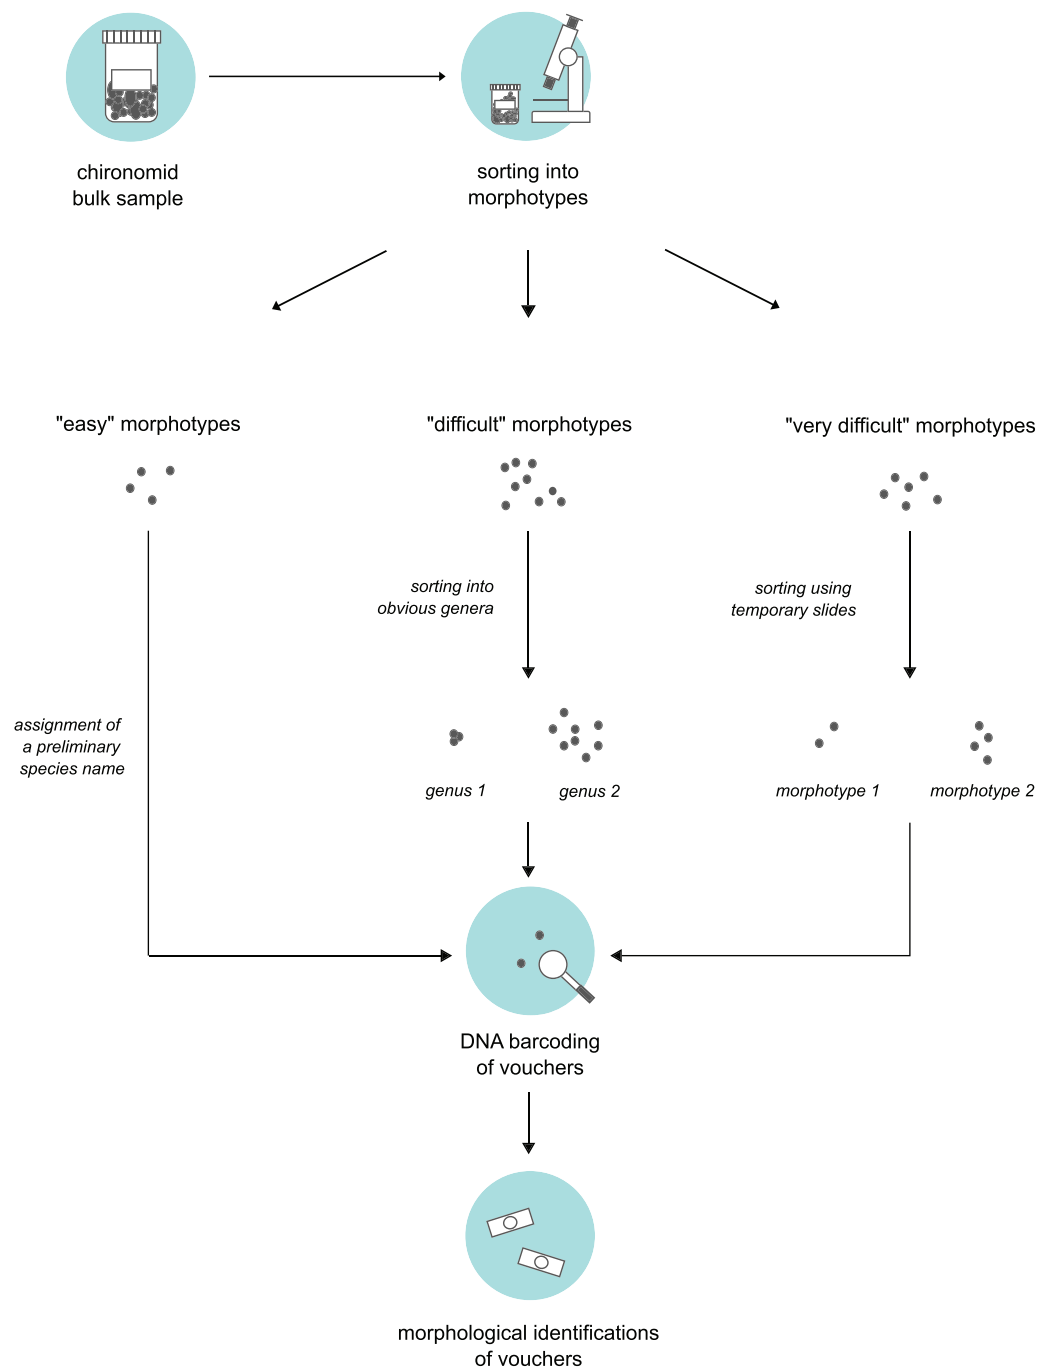 chironomid
bulk sample
sorting into
morphotypes
"easy" morphotypes
"difficult" morphotypes
"very difficult" morphotypes
sorting into
obvious genera
sorting using
temporary slides
assignment of
a preliminary
species name
genus 1
genus 2
morphotype 1
morphotype 2
DNA barcoding
of vouchers
morphological identifications
of vouchers